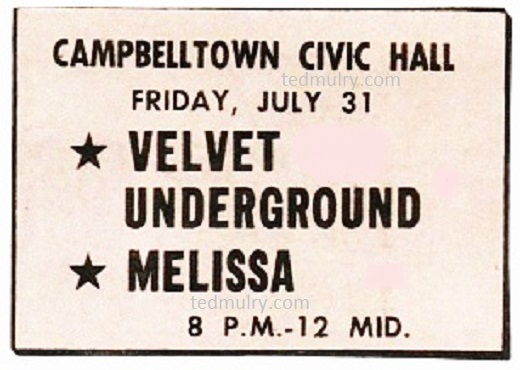 CAMPBELLTOWN CIVIC HALL
tedmulry.com
FRIDAY, JULY 31
★ VELVET
UNDERGROUND
★ MELISSA
tedmulry.com
8 P.M.-12 MID.